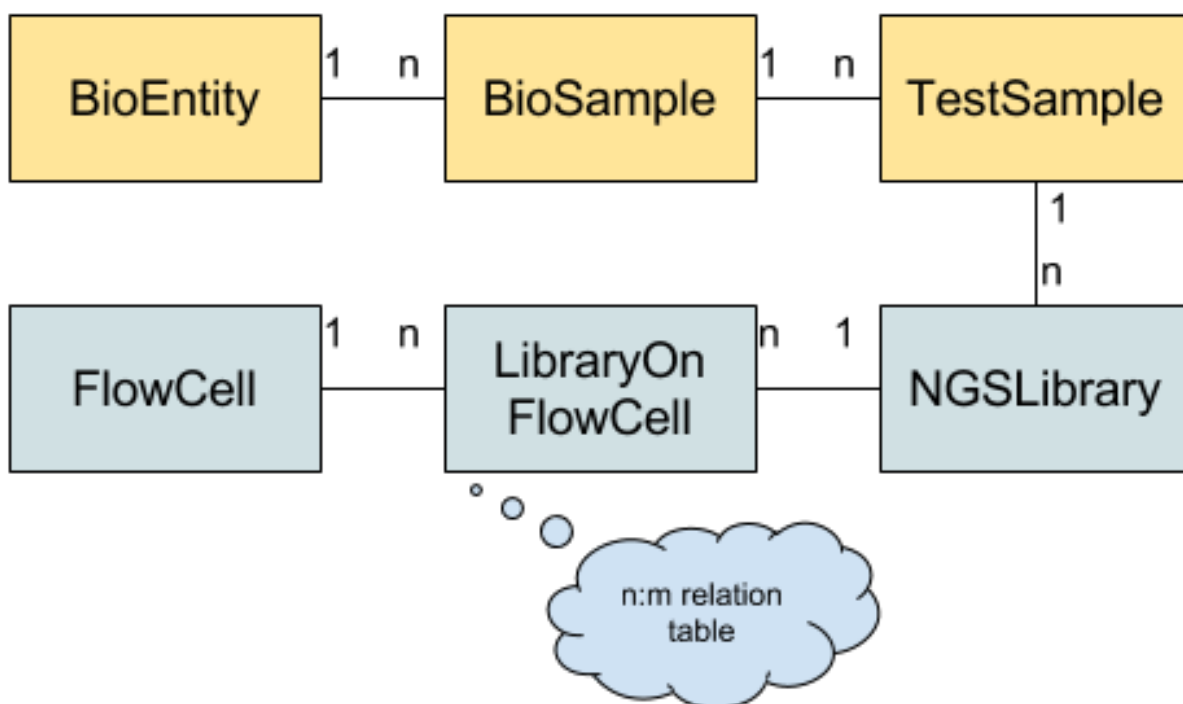 BioEntity
1 n
BioSample
1 n
TestSample
1
n
FlowCell
1 n
LibraryOn
FlowCell
n 1
NGSLibrary
n:m relation
table